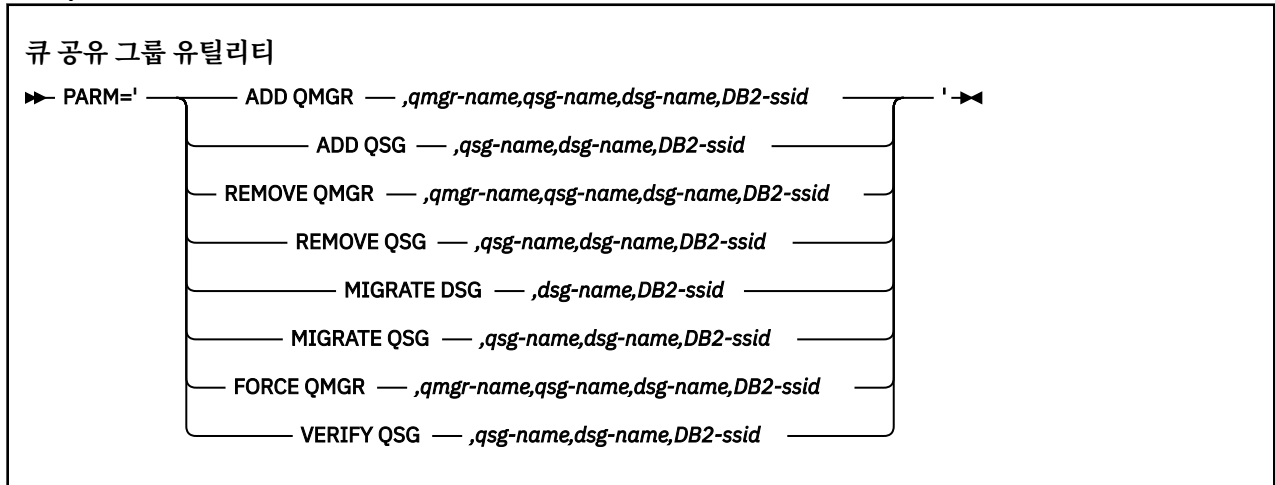 큐 공유 그룹 유틸리티
PARM=' ADD QMGR ,qmgr-name,qsg-name,dsg-name,DB2-ssid '
ADD QSG ,qsg-name,dsg-name,DB2-ssid
REMOVE QMGR ,qmgr-name,qsg-name,dsg-name,DB2-ssid
REMOVE QSG ,qsg-name,dsg-name,DB2-ssid
MIGRATE DSG ,dsg-name,DB2-ssid
MIGRATE QSG ,qsg-name,dsg-name,DB2-ssid
FORCE QMGR ,qmgr-name,qsg-name,dsg-name,DB2-ssid
VERIFY QSG ,qsg-name,dsg-name,DB2-ssid